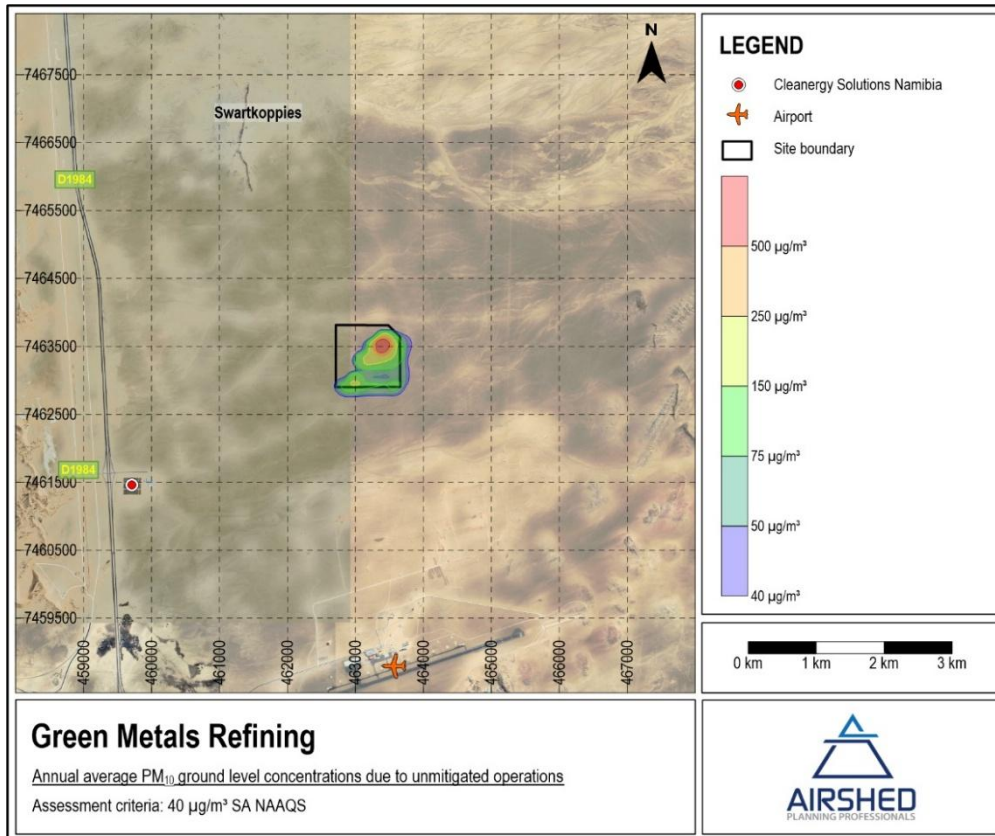 N
7467500
Swartkoppies
7466500
D1984
7465500
7464500
7463500
7462500
D1984
7461500
7460500
7459500
459000
460000
461000
462000
463000
464000
465000
466000
467000
LEGEND
Cleanergy Solutions Namibia
Airport
Site boundary
500 µg/m³
250 µg/m³
150 µg/m³
75 µg/m³
50 µg/m³
40 µg/m³
0 km 1 km 2 km 3 km
Green Metals Refining
Annual average PM₁₀ ground level concentrations due to unmitigated operations
Assessment criteria: 40 µg/m³ SA NAAQS
AIRSHED
PLANNING PROFESSIONALS